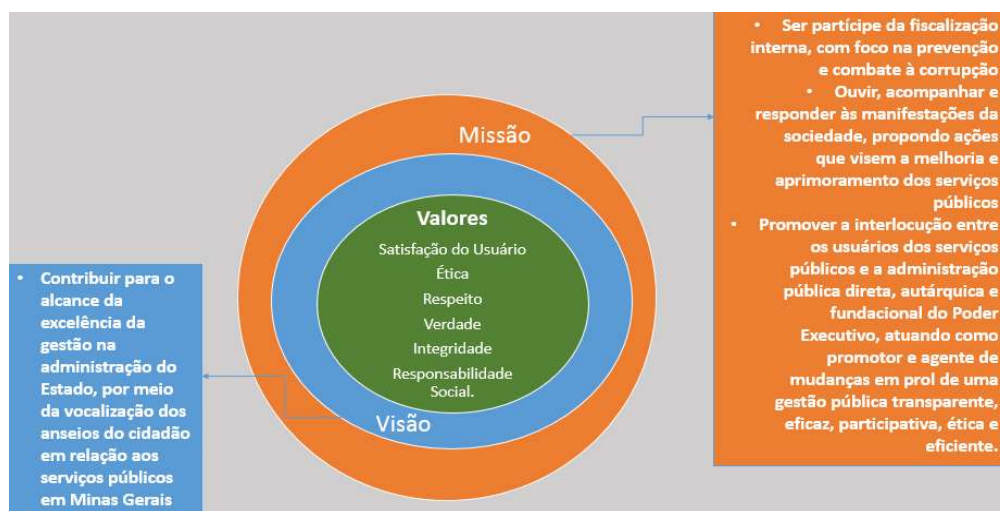 Missão
Valores
Satisfação do Usuário
Ética
Respeito
Verdade
Integridade
Responsabilidade
Social.
Visão
• Contribuir para o
alcance da
excelência da
gestão na
administração do
Estado, por meio
da vocalização dos
anseios do cidadão
em relação aos
serviços públicos
em Minas Gerais
• Ser partícipe da fiscalização
interna, com foco na prevenção
e combate à corrupção
• Ouvir, acompanhar e
responder às manifestações da
sociedade, propondo ações
que visem a melhoria e
aprimoramento dos serviços
públicos
• Promover a interlocução entre
os usuários dos serviços
públicos e a administração
pública direta, autárquica e
fundacional do Poder
Executivo, atuando como
promotor e agente de
mudanças em prol de uma
gestão pública transparente,
eficaz, participativa, ética e
eficiente.